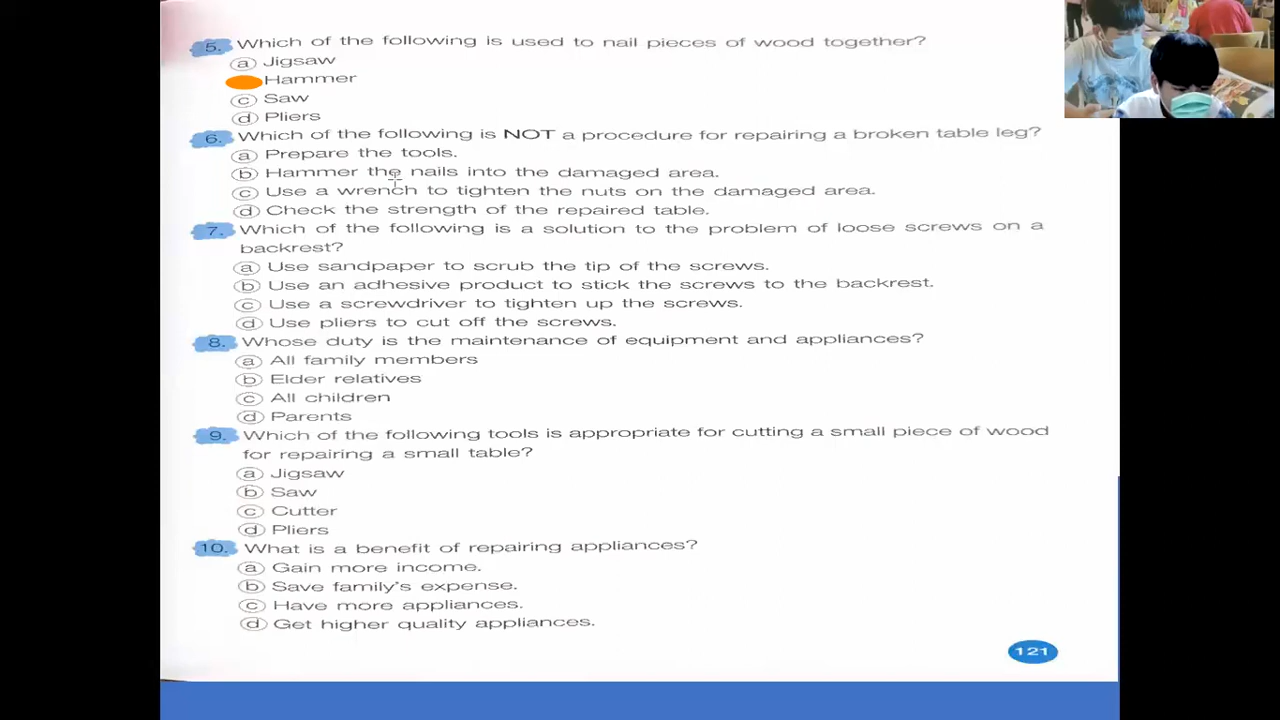 5. Which of the following is used to nail pieces of wood together?
a Jigsaw
Hammer
c Saw
d Pliers
6. Which of the following is NOT a procedure for repairing a broken table leg?
a Prepare the tools.
b Hammer the nails into the damaged area.
c Use a wrench to tighten the nuts on the damaged area.
d Check the strength of the repaired table.
7. Which of the following is a solution to the problem of loose screws on a
backrest?
a Use sandpaper to scrub the tip of the screws.
b Use an adhesive product to stick the screws to the backrest.
c Use a screwdriver to tighten up the screws.
d Use pliers to cut off the screws.
8. Whose duty is the maintenance of equipment and appliances?
a All family members
b Elder relatives
c All children
d Parents
9. Which of the following tools is appropriate for cutting a small piece of wood
for repairing a small table?
a Jigsaw
b Saw
c Cutter
d Pliers
10. What is a benefit of repairing appliances?
a Gain more income.
b Save family's expense.
c Have more appliances.
d Get higher quality appliances.
121